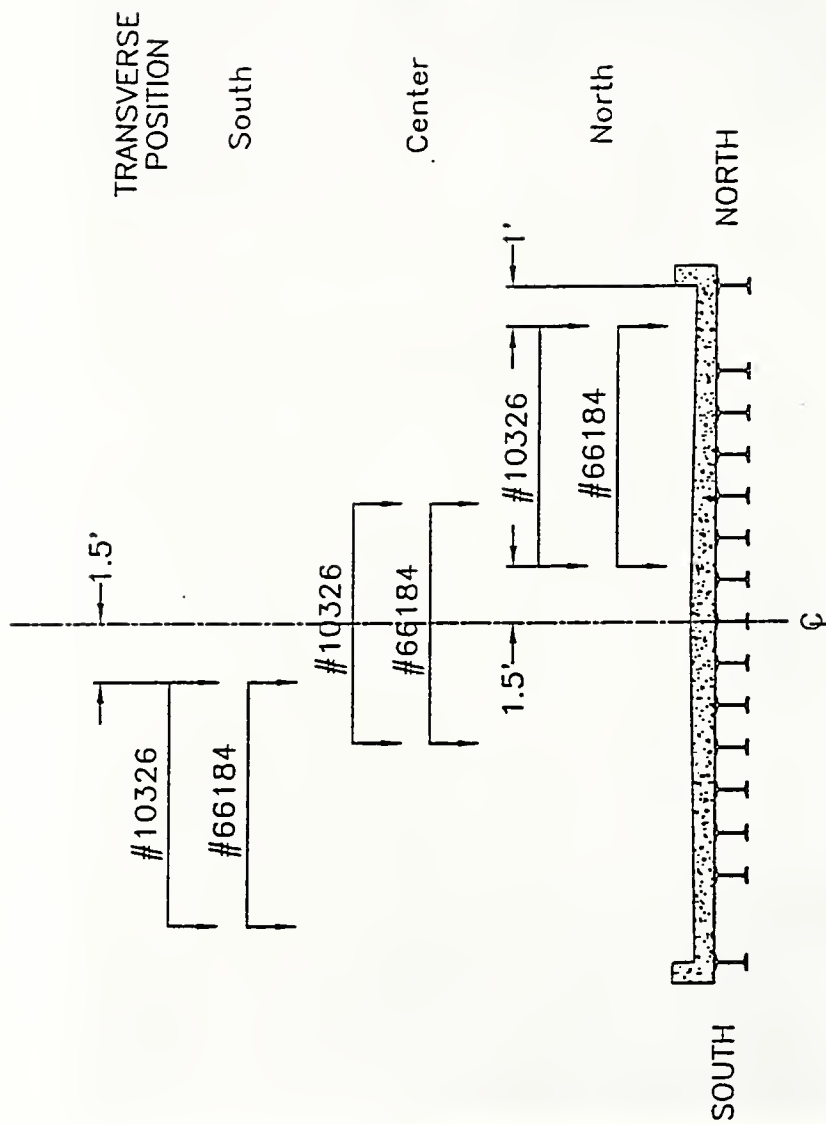 TRANSVERSE
POSITION
South
1.5'
#10326
#66184
Center
#10326
#66184
North
1'
#10326
#66184
1.5'
SOUTH
NORTH
℄